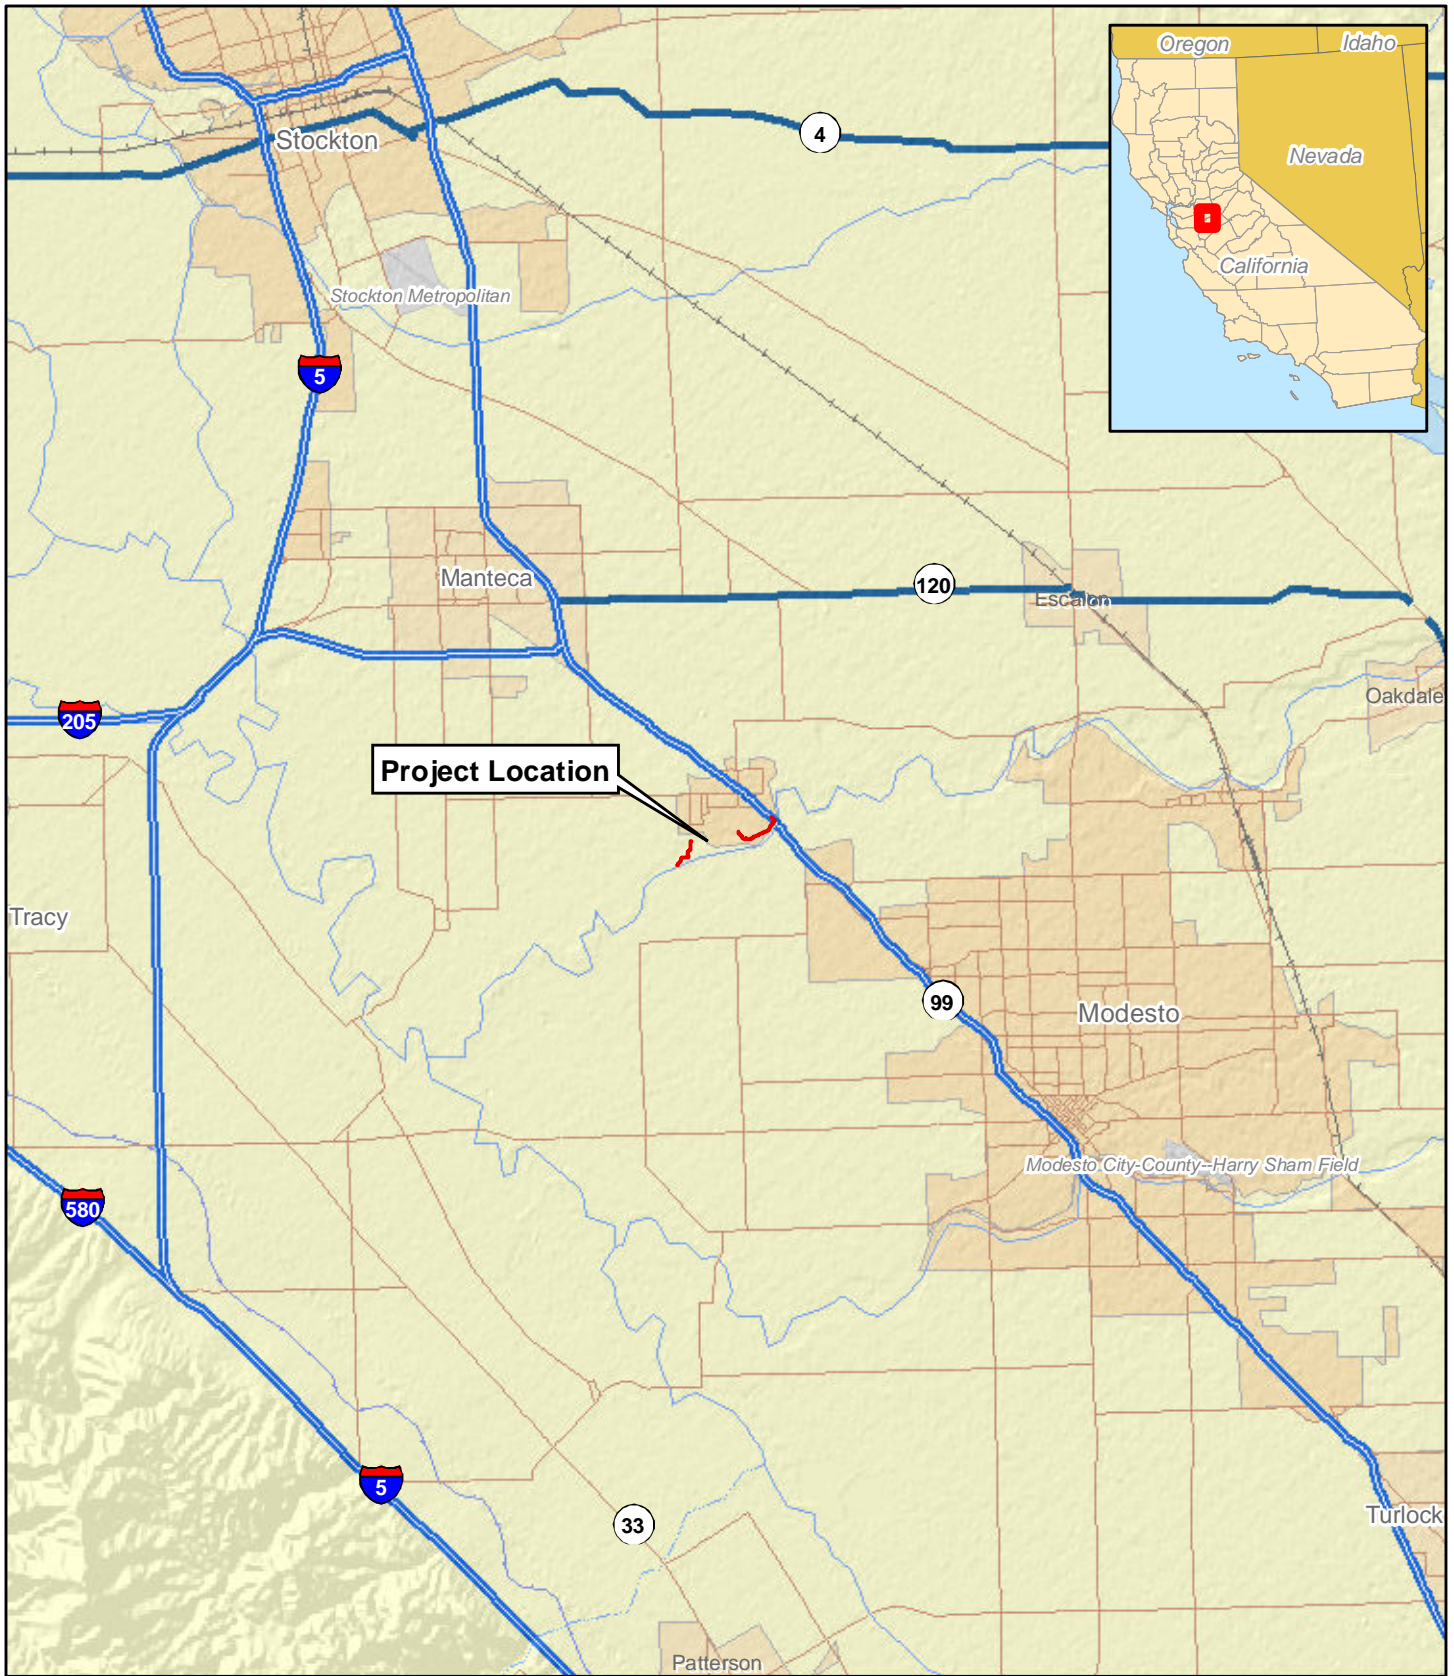 Oregon
Idaho
4
Stockton
Nevada
California
Stockton Metropolitan
5
Manteca
120
Escalon
Oakdale
205
Project Location
Tracy
99
Modesto
Modesto City-County--Harry Sham Field
580
5
33
Turlock
Patterson